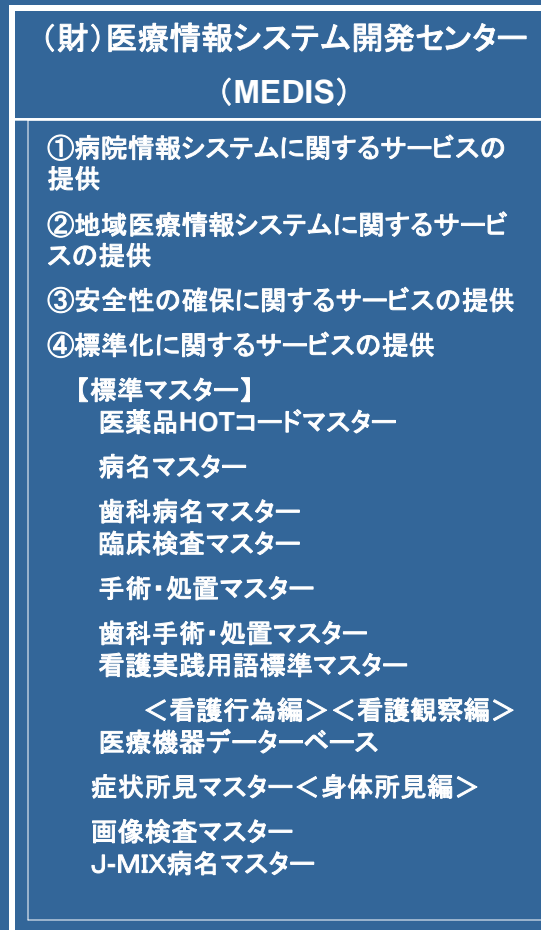 （財）医療情報システム開発センター
（MEDIS）
①病院情報システムに関するサービスの
提供
②地域医療情報システムに関するサービ
スの提供
③安全性の確保に関するサービスの提供
④標準化に関するサービスの提供
【標準マスター】
医薬品HOTコードマスター
病名マスター
歯科病名マスター
臨床検査マスター
手術・処置マスター
歯科手術・処置マスター
看護実践用語標準マスター
＜看護行為編＞＜看護観察編＞
医療機器データーベース
症状所見マスター＜身体所見編＞
画像検査マスター
J-MIX病名マスター